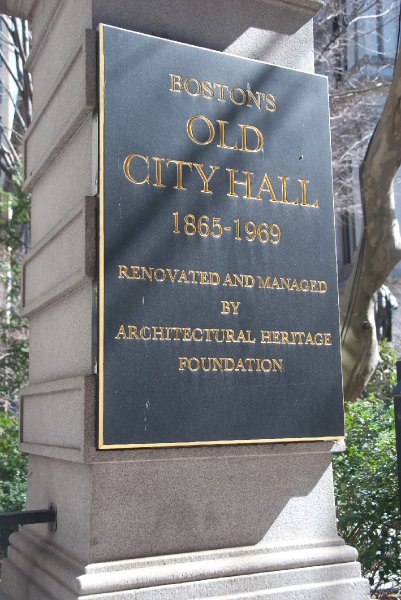 BOSTON'S
OLD
CITY HALL
1865-1969
RENOVATED AND MANAGED
BY
ARCHITECTURAL HERITAGE
FOUNDATION